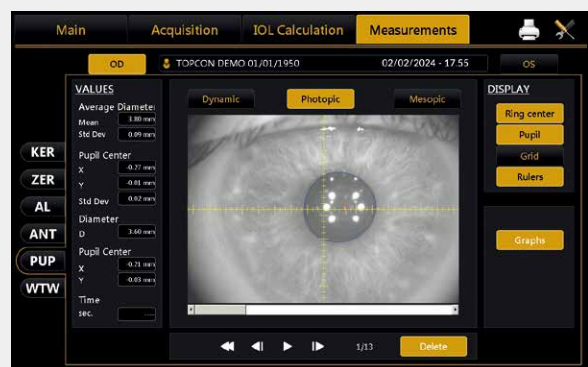 Main Acquisition IOL Calculation Measurements
OD TOPCON DEMO 01/01/1950 02/02/2024 - 17.55 OS
VALUES
Average Diameter
Mean 3.80 mm
Std Dev 0.09 mm
Pupil Center
X -0.27 mm
Y -0.01 mm
Std Dev 0.02 mm
Diameter
D 3.60 mm
Pupil Center
X -0.21 mm
Y -0.03 mm
Time
sec.
KER
ZER
AL
ANT
PUP
WTW
Dynamic Photopic Mesopic
1/13 Delete
DISPLAY
Ring center
Pupil
Grid
Rulers
Graphs